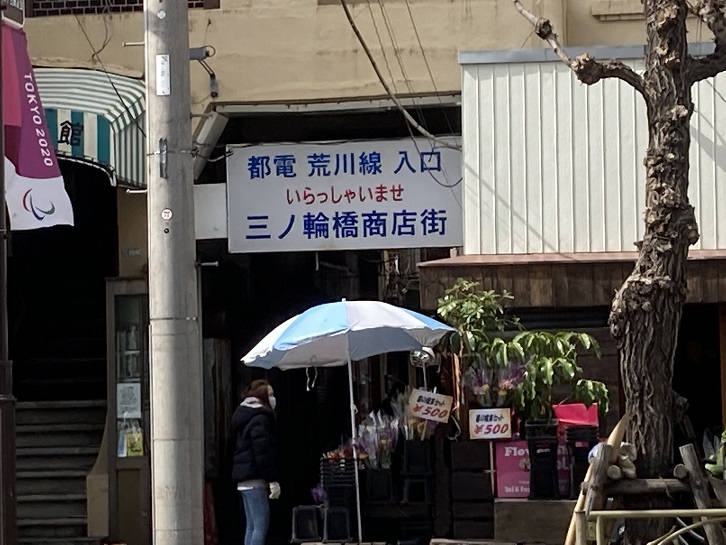 TOKYO 2020
館
都電 荒川線 入口
いらっしゃいませ
三ノ輪橋商店街
¥500
¥500
Flow